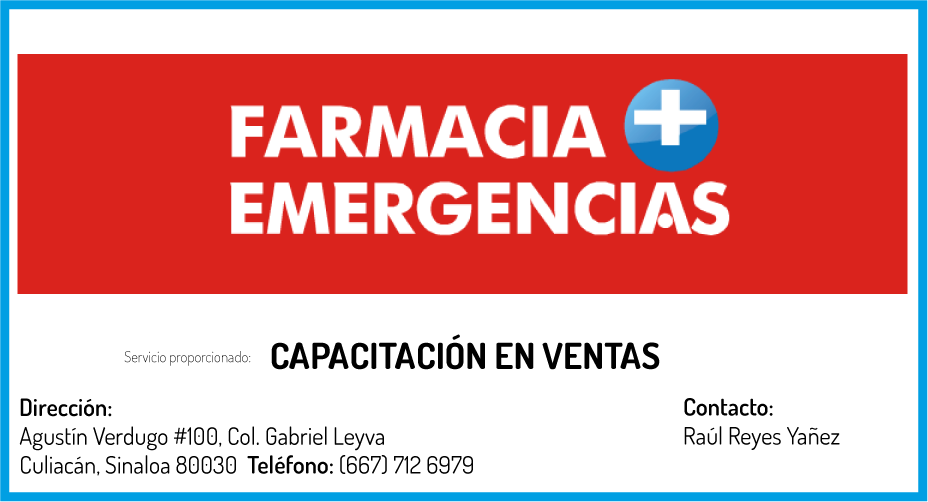 FARMACIA
EMERGENCIAS
Servicio proporcionado: CAPACITACIÓN EN VENTAS
Dirección:
Agustín Verdugo #100, Col. Gabriel Leyva
Culiacán, Sinaloa 80030 Teléfono: (667) 712 6979
Contacto:
Raúl Reyes Yañez